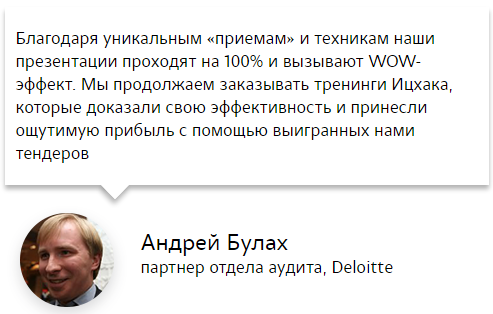 Благодаря уникальным «приемам» и техникам наши
презентации проходят на 100% и вызывают WOW-
эффект. Мы продолжаем заказывать тренинги Ицхака,
которые доказали свою эффективность и принесли
ощутимую прибыль с помощью выигранных нами
тендеров
Андрей Булах
партнер отдела аудита, Deloitte